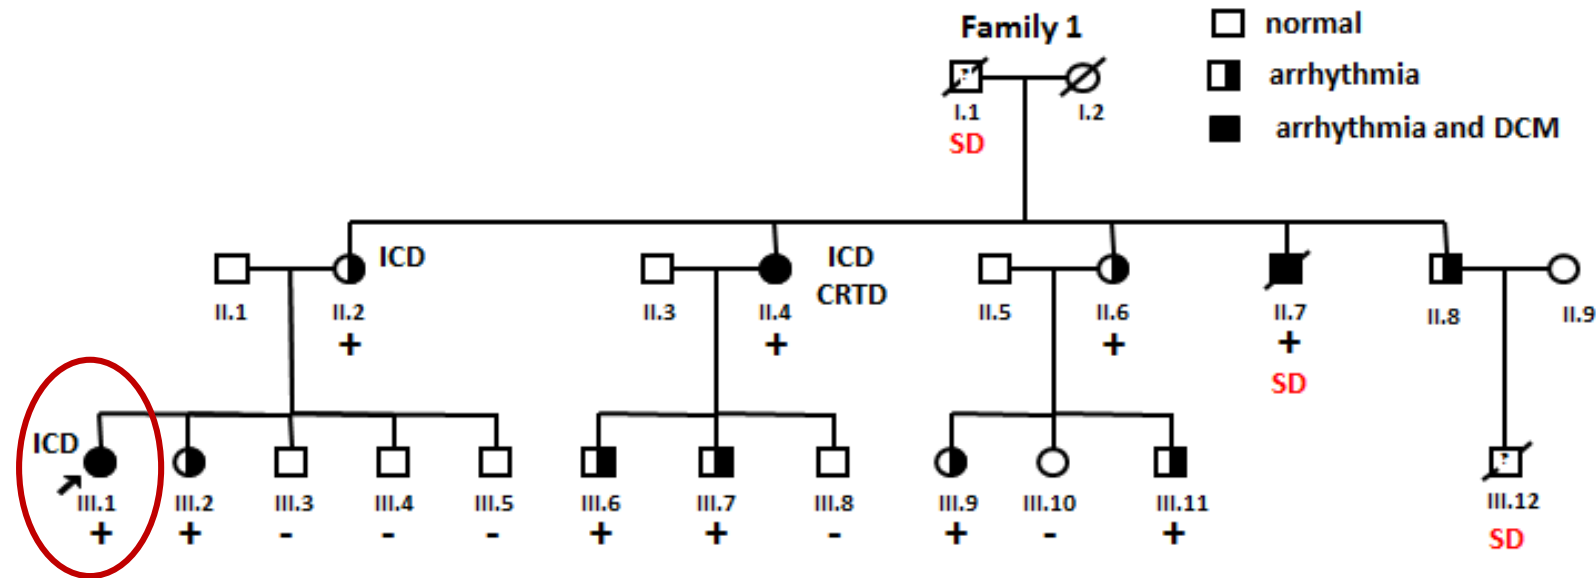 Family 1
normal
arrhythmia
arrhythmia and DCM
?
I.1
I.2
SD
ICD
ICD
CRTD
II.1
II.2
II.3
II.4
II.5
II.6
II.7
II.8
II.9
+
+
+
+
SD
ICD
?
III.1
III.2
III.3
III.4
III.5
III.6
III.7
III.8
III.9
III.10
III.11
III.12
+
+
-
-
-
+
+
-
+
-
+
SD